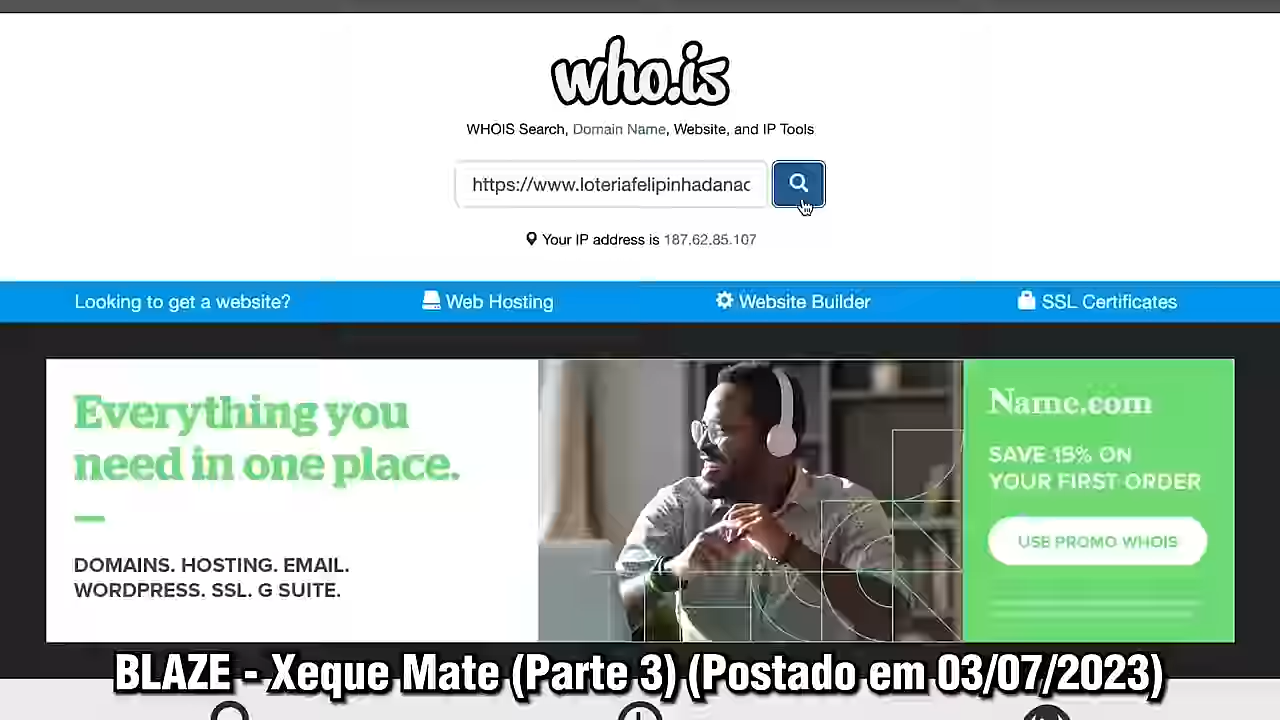 who.is
WHOIS Search, Domain Name, Website, and IP Tools
https://www.loteriafelipinhadanac
Your IP address is 187.62.85.107
Looking to get a website? Web Hosting Website Builder SSL Certificates
Everything you
need in one place.
DOMAINS. HOSTING. EMAIL.
WORDPRESS. SSL. G SUITE.
Name.com
SAVE 15% ON
YOUR FIRST ORDER
USE PROMO WHOIS
BLAZE - Xeque Mate (Parte 3) (Postado em 03/07/2023)